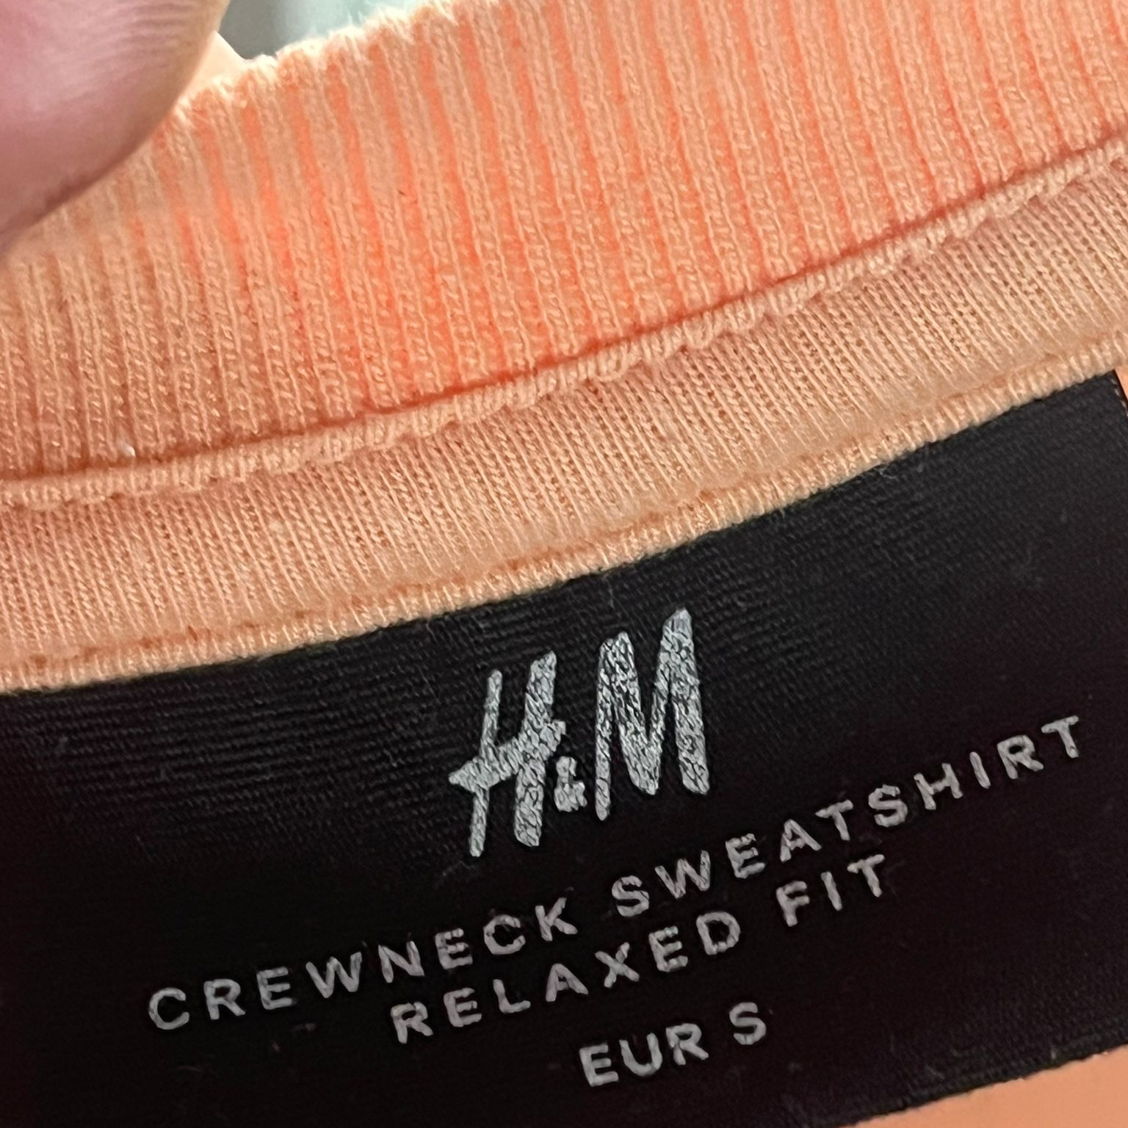 H&M
CREWNECK SWEATSHIRT
RELAXED FIT
EUR S